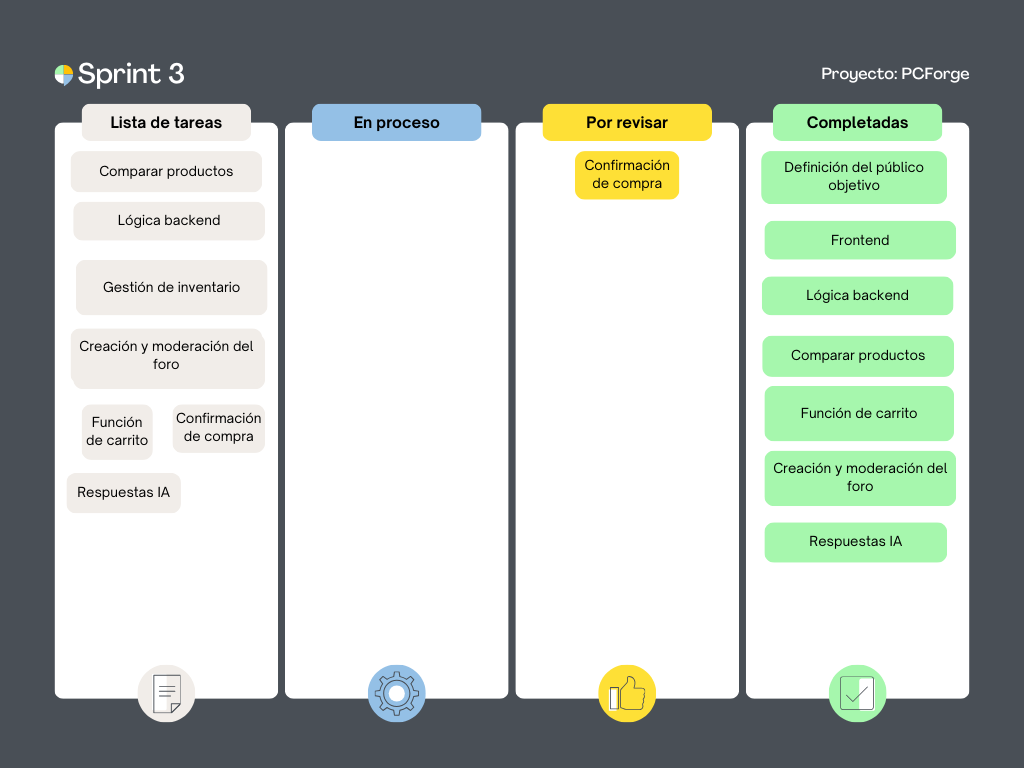 Sprint 3
Proyecto: PCForge
Lista de tareas
Comparar productos
Lógica backend
Gestión de inventario
Creación y moderación del
foro
Función
de carrito
Confirmación
de compra
Respuestas IA
En proceso
Por revisar
Confirmación
de compra
Completadas
Definición del público
objetivo
Frontend
Lógica backend
Comparar productos
Función de carrito
Creación y moderación del
foro
Respuestas IA